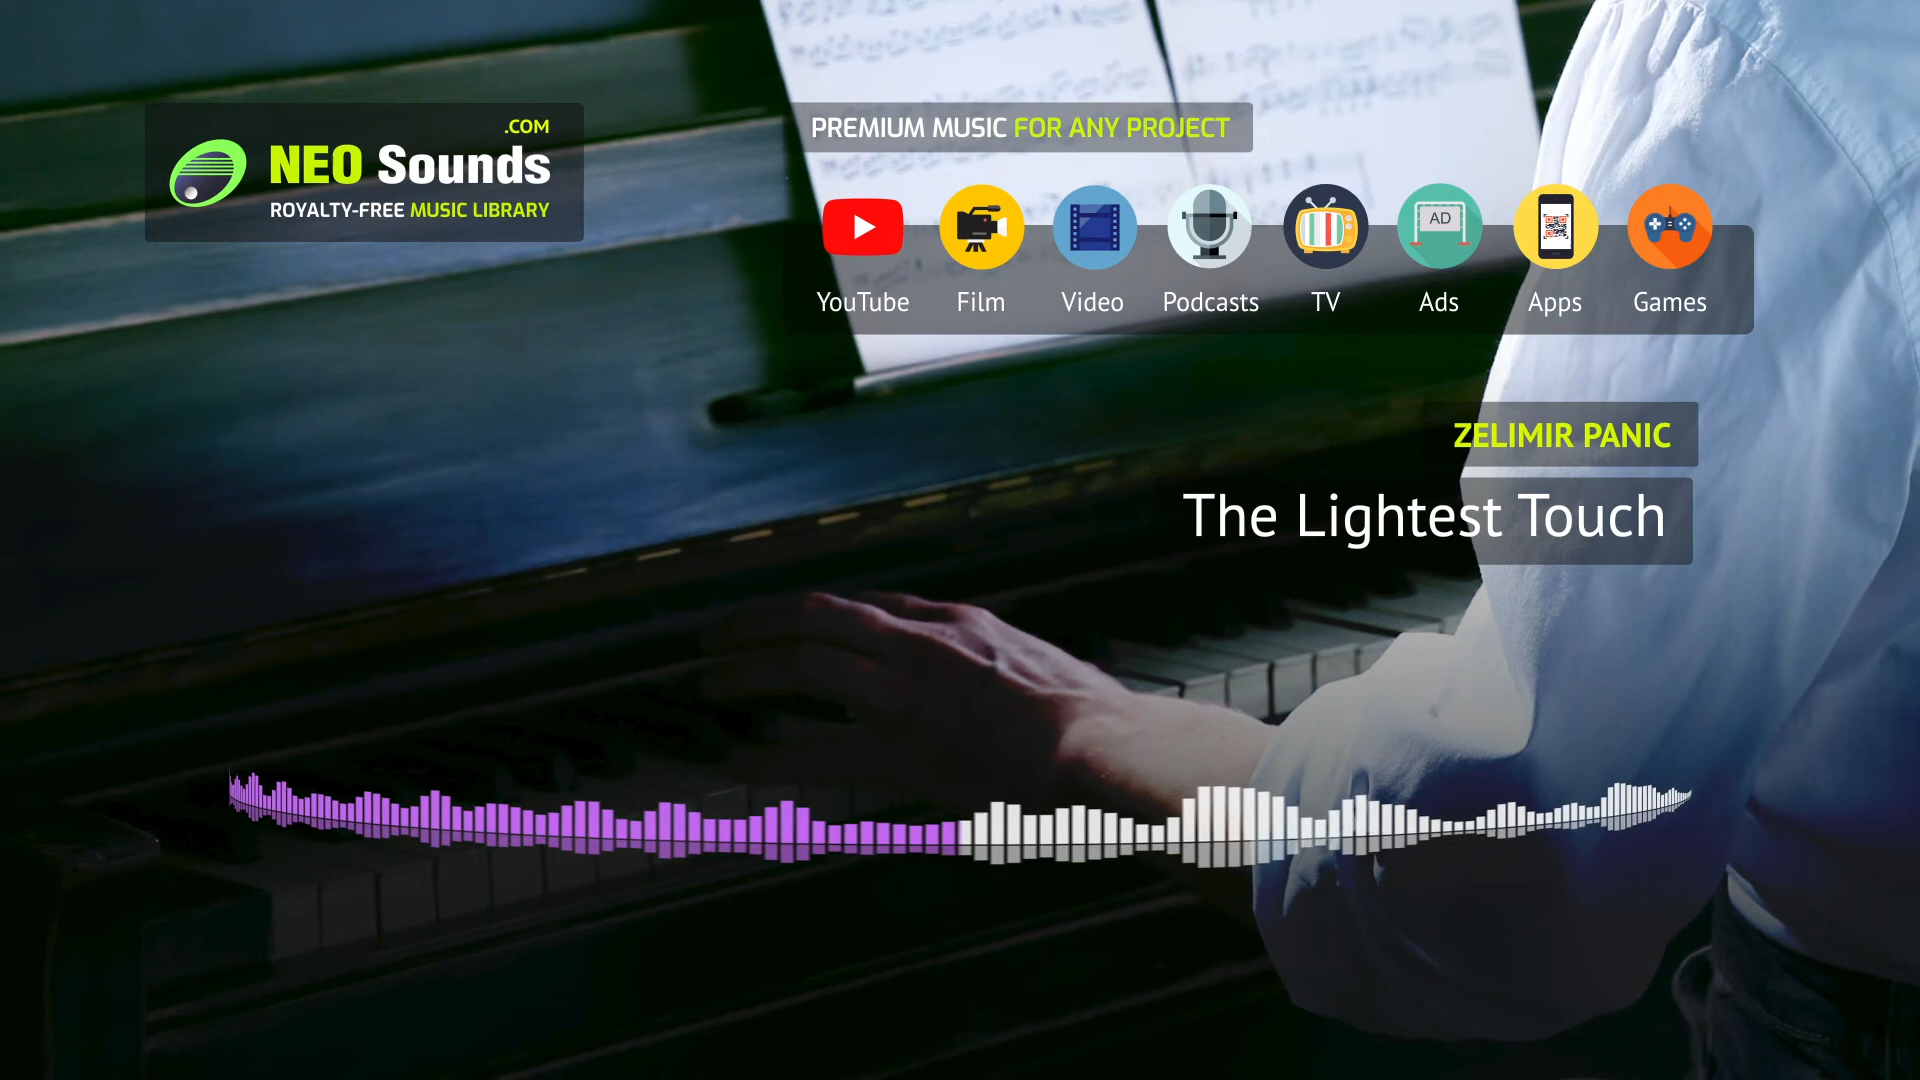 .COM
NEO Sounds
ROYALTY-FREE MUSIC LIBRARY
PREMIUM MUSIC FOR ANY PROJECT
AD
YouTube Film Video Podcasts TV Ads Apps Games
ZELIMIR PANIC
The Lightest Touch